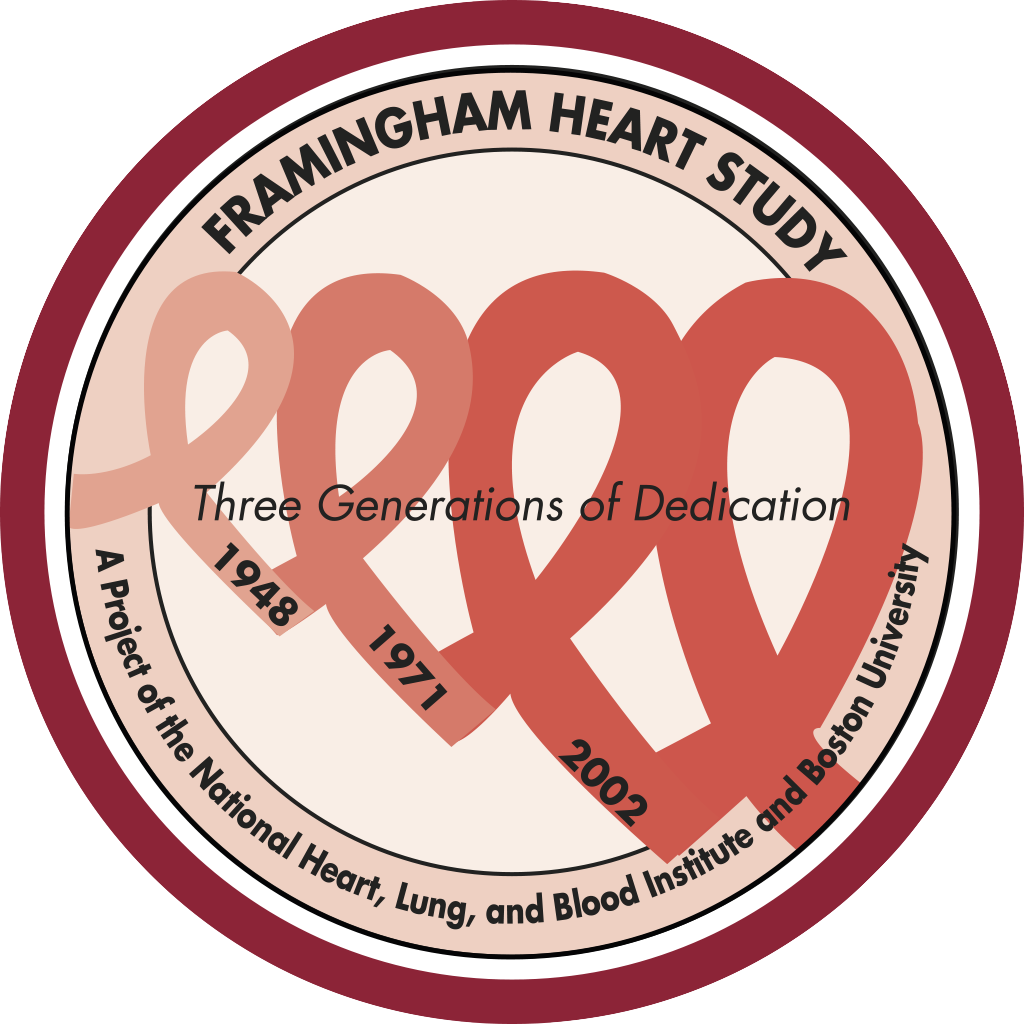 FRAMINGHAM HEART STUDY
Three Generations of Dedication
1948
1971
2002
A Project of the National Heart, Lung, and Blood Institute and Boston University